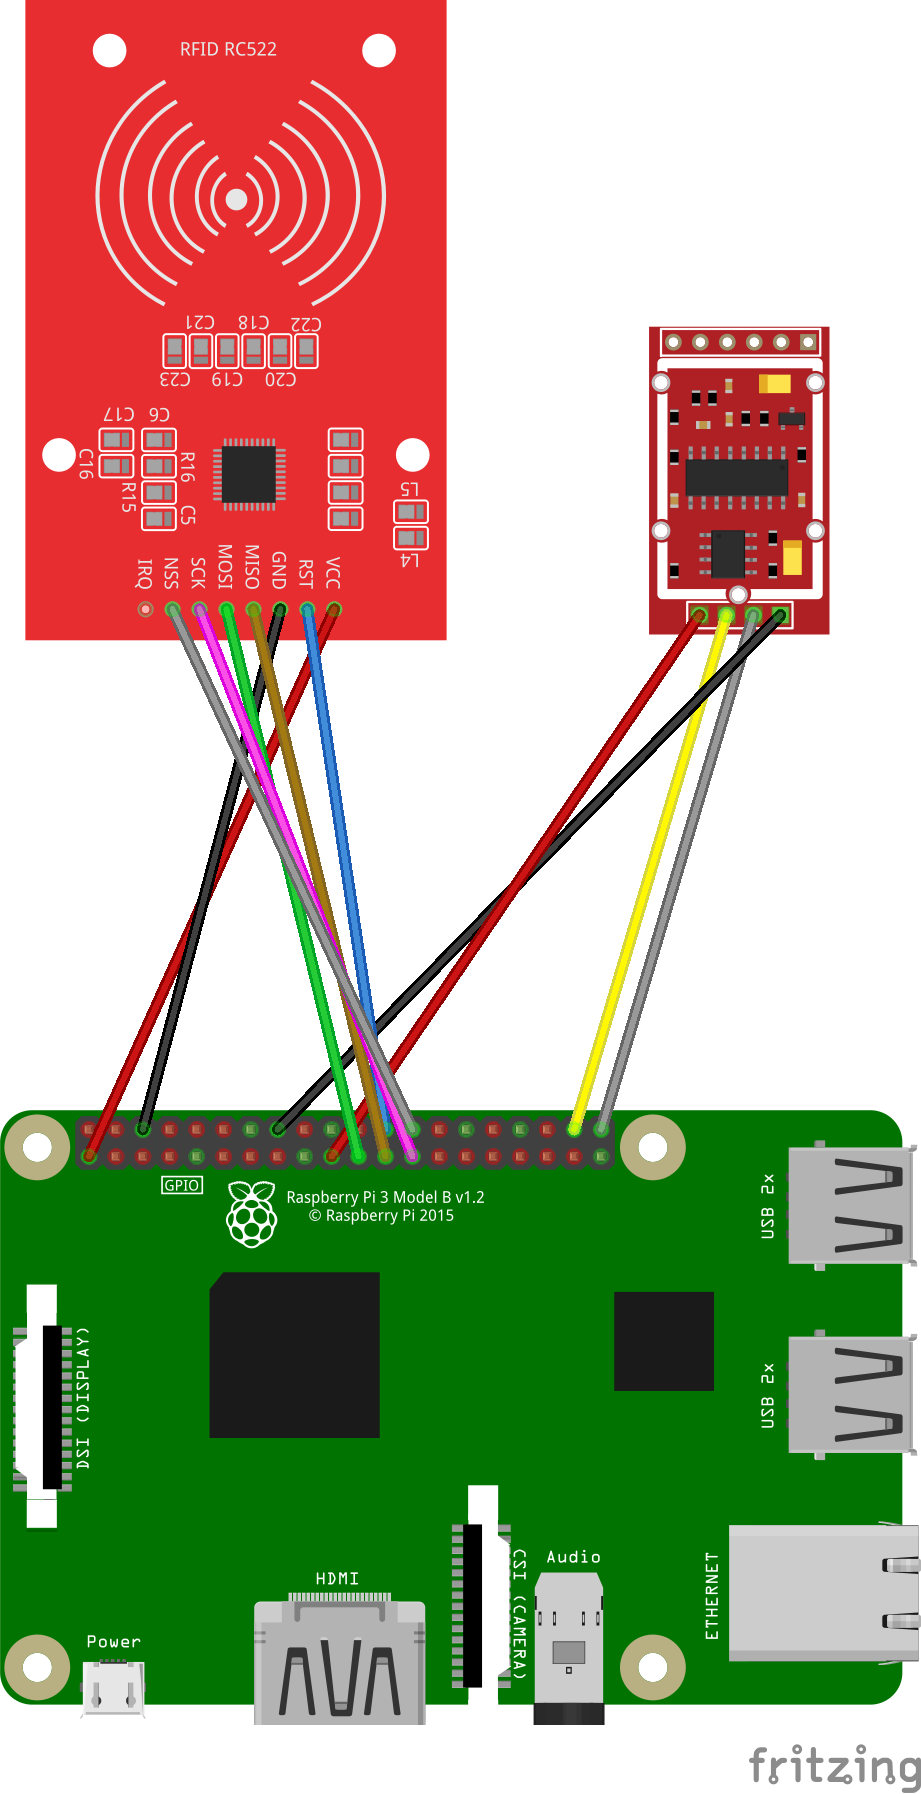 RFID RC522
C21 C18 C22
C23 C19 C20
C17 C6
C16
R16
R15
C5
L5
L4
IRQ
NSS
SCK
MOSI
MISO
GND
RST
VCC
GPIO
Raspberry Pi 3 Model B v1.2
© Raspberry Pi 2015
USB 2x
DSI (DISPLAY)
USB 2x
HDMI
CSI (CAMERA)
Audio
ETHERNET
Power
fritzing